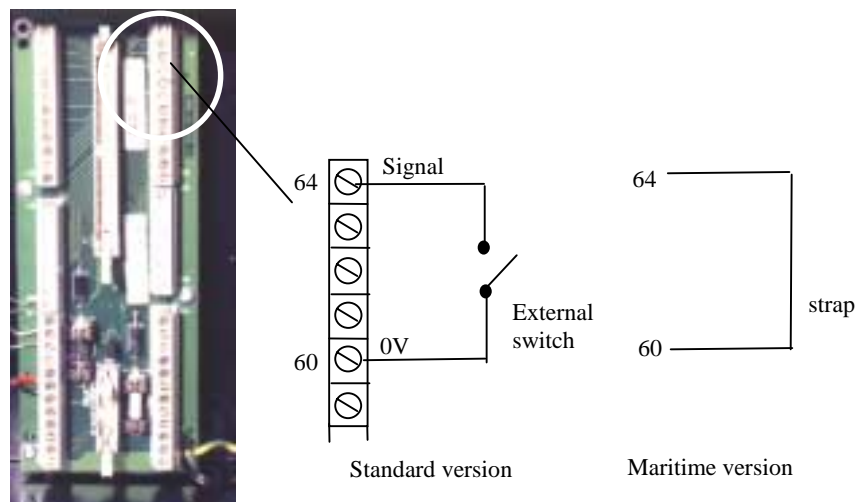 64
Signal
60
0V
External
switch
Standard version
64
60
strap
Maritime version